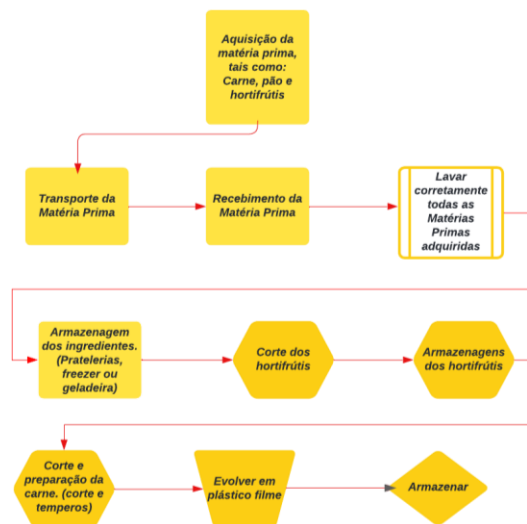 Aquisição da
matéria prima,
tais como:
Carne, pão e
hortifrútis
Transporte da
Matéria Prima
Recebimento da
Matéria Prima
Lavar
corretamente
todas as
Matérias
Primas
adquiridas
Armazenagem
dos ingredientes.
(Pratelerias,
freezer ou
geladeira)
Corte dos
hortifrútis
Armazenagens
dos hortifrútis
Corte e
preparação da
carne. (corte e
temperos)
Evolver em
plástico filme
Armazenar